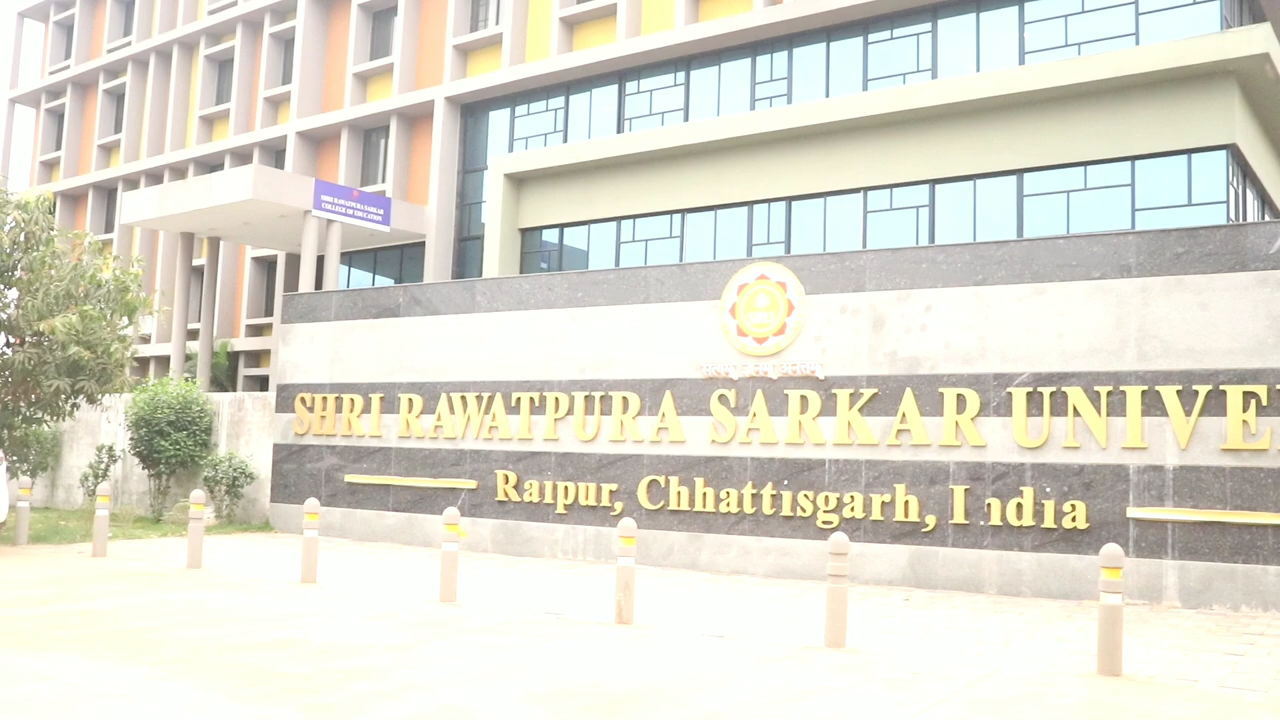 SHRI RAWATPURA SARKAR
COLLEGE OF EDUCATION
SHRI RAWATPURA SARKAR UNIVE
Raipur, Chhattisgarh, India